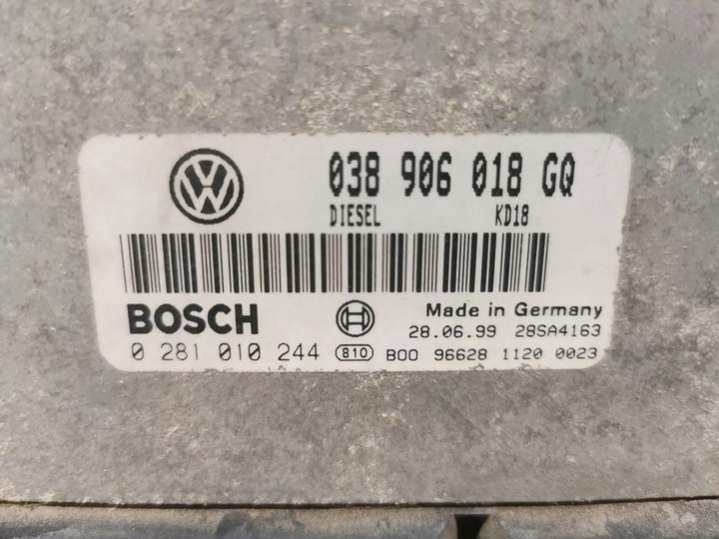 038 906 018 GQ
DIESEL KD18
BOSCH
Made in Germany
28.06.99 28SA4163
0 281 010 244 810 B00 96628 1120 0023